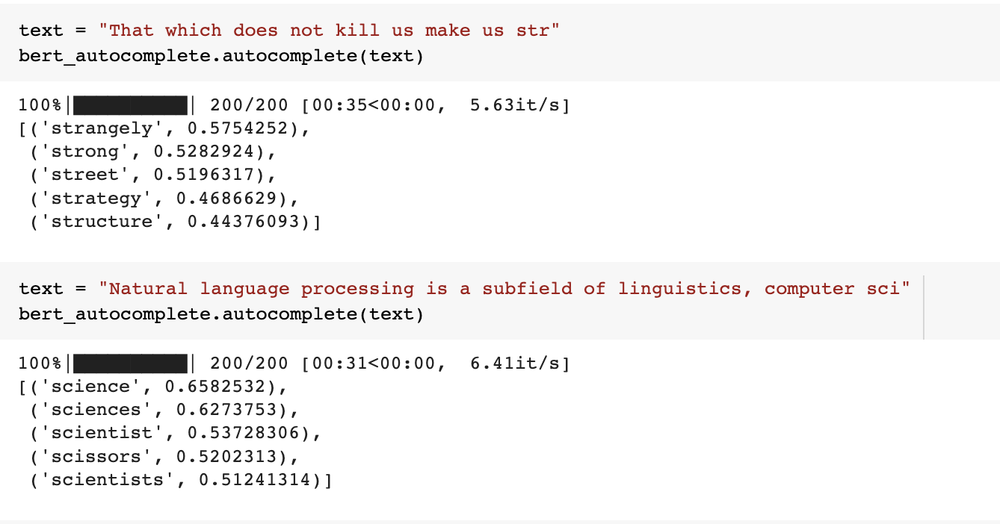 text = "That which does not kill us make us str"
bert_autocomplete.autocomplete(text)
100%|██████████| 200/200 [00:35<00:00,  5.63it/s]
[('strangely', 0.5754252),
 ('strong', 0.5282924),
 ('street', 0.5196317),
 ('strategy', 0.4686629),
 ('structure', 0.44376093)]
text = "Natural language processing is a subfield of linguistics, computer sci"
bert_autocomplete.autocomplete(text)
100%|██████████| 200/200 [00:31<00:00,  6.41it/s]
[('science', 0.6582532),
 ('sciences', 0.6273753),
 ('scientist', 0.53728306),
 ('scissors', 0.5202313),
 ('scientists', 0.51241314)]